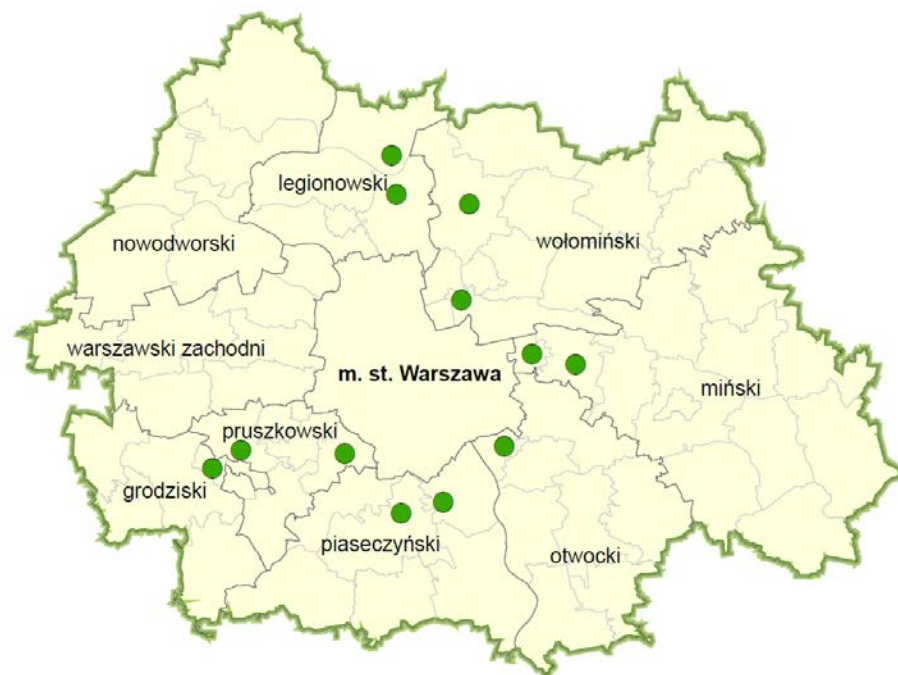 legionowski
nowodworski
wołomiński
warszawski zachodni
m. st. Warszawa
miński
pruszkowski
grodziski
piaseczyński
otwocki